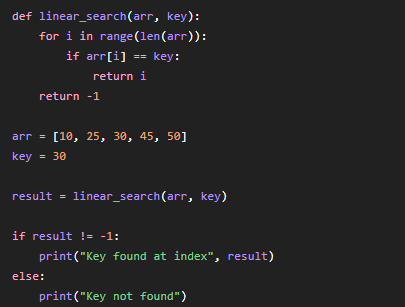 def linear_search(arr, key):
    for i in range(len(arr)):
        if arr[i] == key:
            return i
    return -1

arr = [10, 25, 30, 45, 50]
key = 30

result = linear_search(arr, key)

if result != -1:
    print("Key found at index", result)
else:
    print("Key not found")